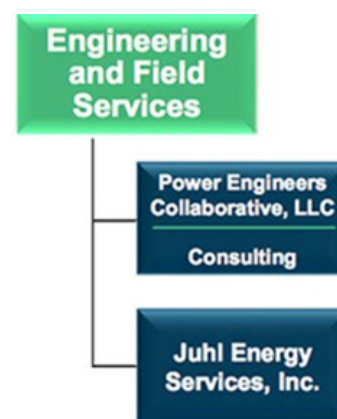 Engineering
and Field
Services
Power Engineers
Collaborative, LLC
Consulting
Juhl Energy
Services, Inc.